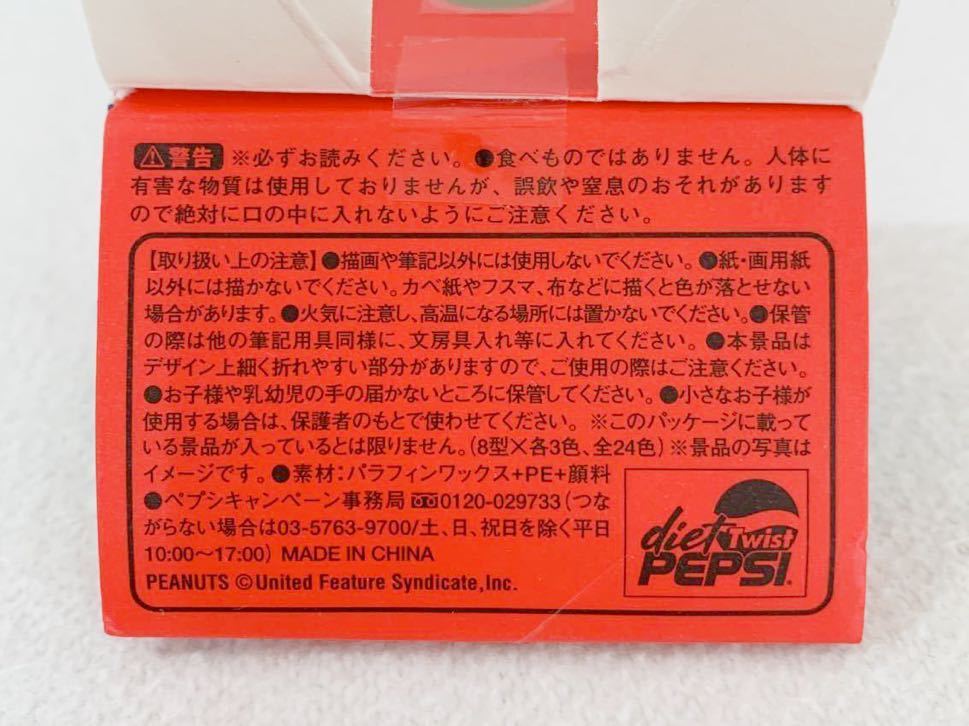 ⚠警告 ※必ずお読みください。●食べものではありません。人体に
有害な物質は使用しておりませんが、誤飲や窒息のおそれがあります
ので絶対に口の中に入れないようにご注意ください。
【取り扱い上の注意】●描画や筆記以外には使用しないでください。●紙・画用紙
以外には描かないでください。カベ紙やフスマ、布などに描くと色が落とせない
場合があります。●火気に注意し、高温になる場所には置かないでください。●保管
の際は他の筆記用具同様に、文房具入れ等に入れてください。●本景品は
デザイン上細く折れやすい部分がありますので、ご使用の際はご注意ください。
●お子様や乳幼児の手の届かないところに保管してください。●小さなお子様が
使用する場合は、保護者のもとで使わせてください。※このパッケージに載って
いる景品が入っているとは限りません。(8型×各3色、全24色)※景品の写真は
イメージです。●素材:パラフィンワックス+PE+顔料
●ペプシキャンペーン事務局 0120-029733(つな
がらない場合は03-5763-9700/土、日、祝日を除く平日
10:00〜17:00) MADE IN CHINA
PEANUTS ©United Feature Syndicate, Inc.
diet Twist
PEPSI